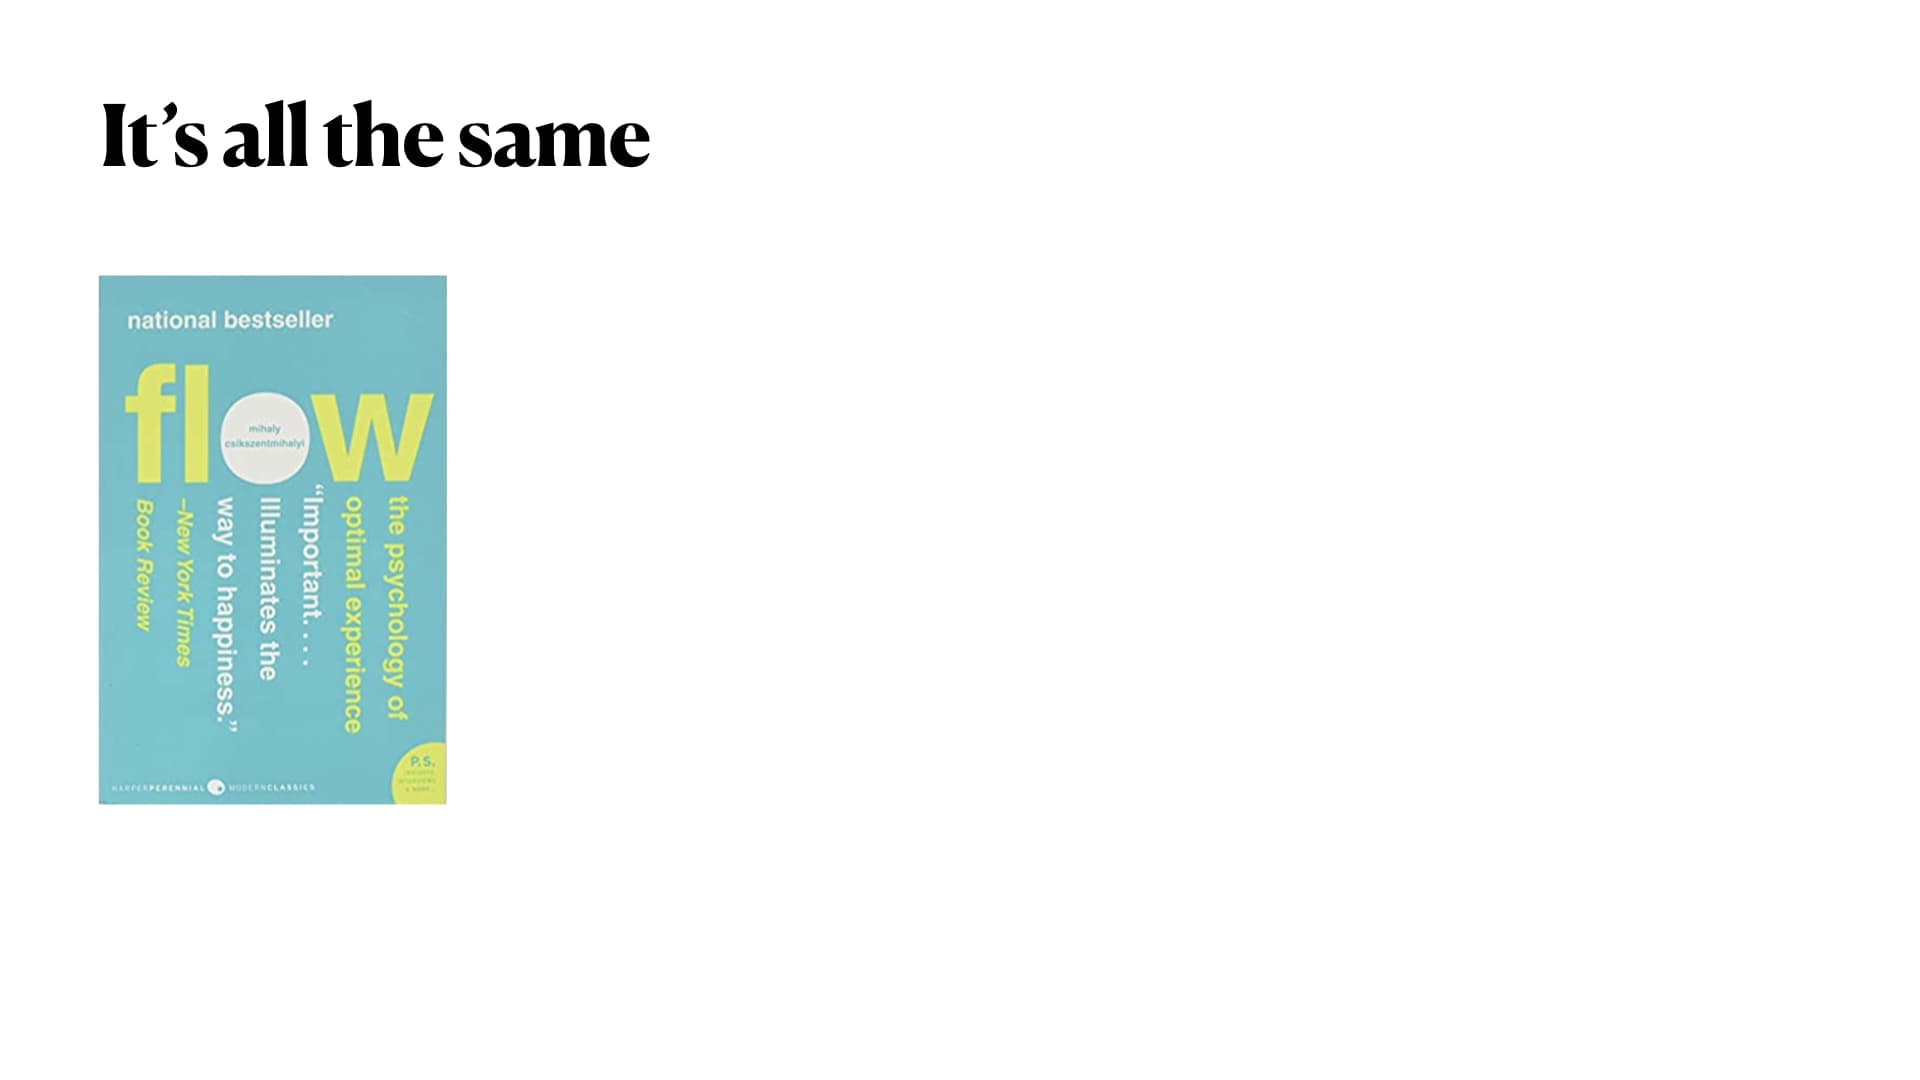 It’s all the same
national bestseller
flow
mihaly
csikszentmihalyi
the psychology of
optimal experience
“Important. . . .
Illuminates the
way to happiness.”
–New York Times
Book Review
P.S.
HARPERPERENNIAL MODERNCLASSICS